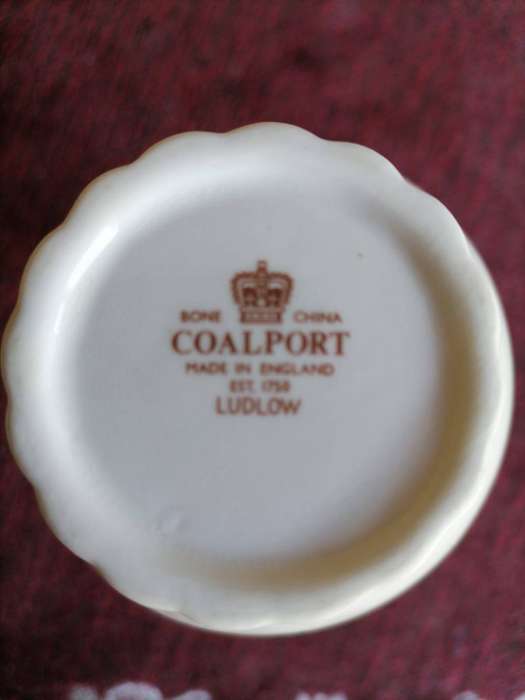 BONE CHINA
COALPORT
MADE IN ENGLAND
EST. 1750
LUDLOW